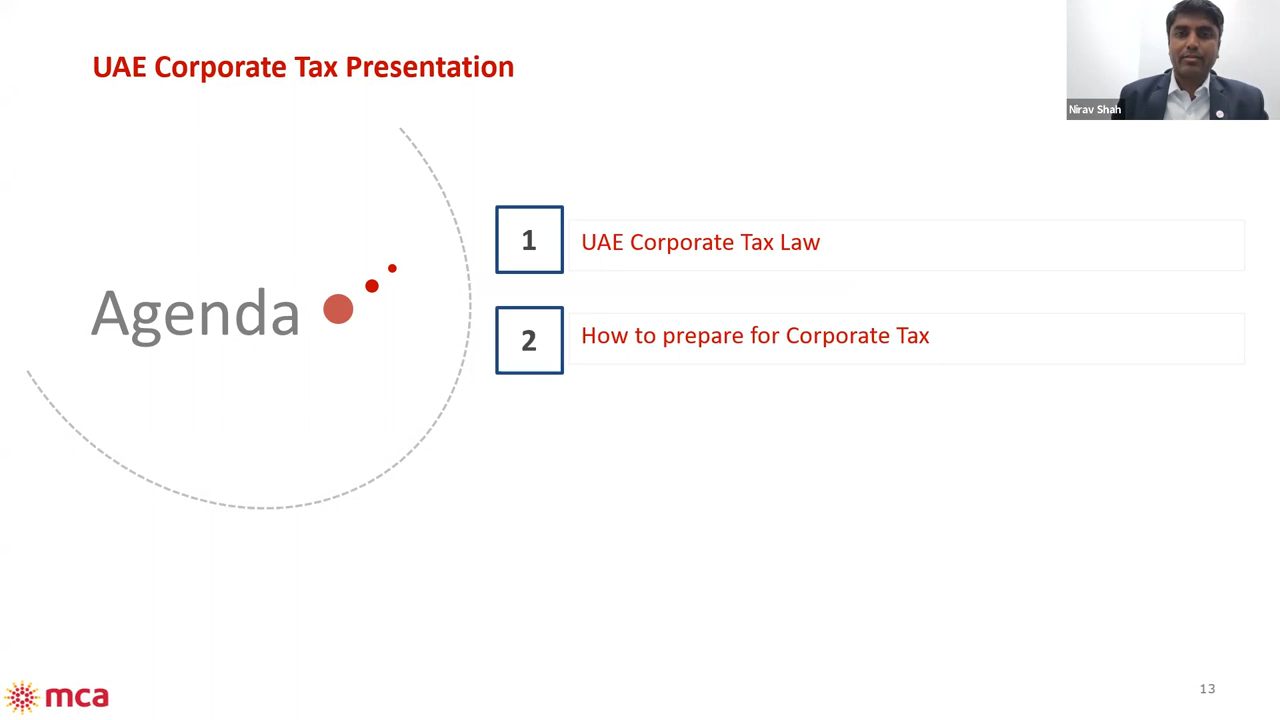 UAE Corporate Tax Presentation
Nirav Shah
Agenda
1
UAE Corporate Tax Law
2
How to prepare for Corporate Tax
mca
13